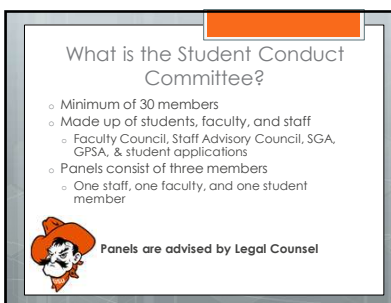 What is the Student Conduct
Committee?
○ Minimum of 30 members
○ Made up of students, faculty, and staff
○ Faculty Council, Staff Advisory Council, SGA,
GPSA, & student applications
○ Panels consist of three members
○ One staff, one faculty, and one student
member
Panels are advised by Legal Counsel